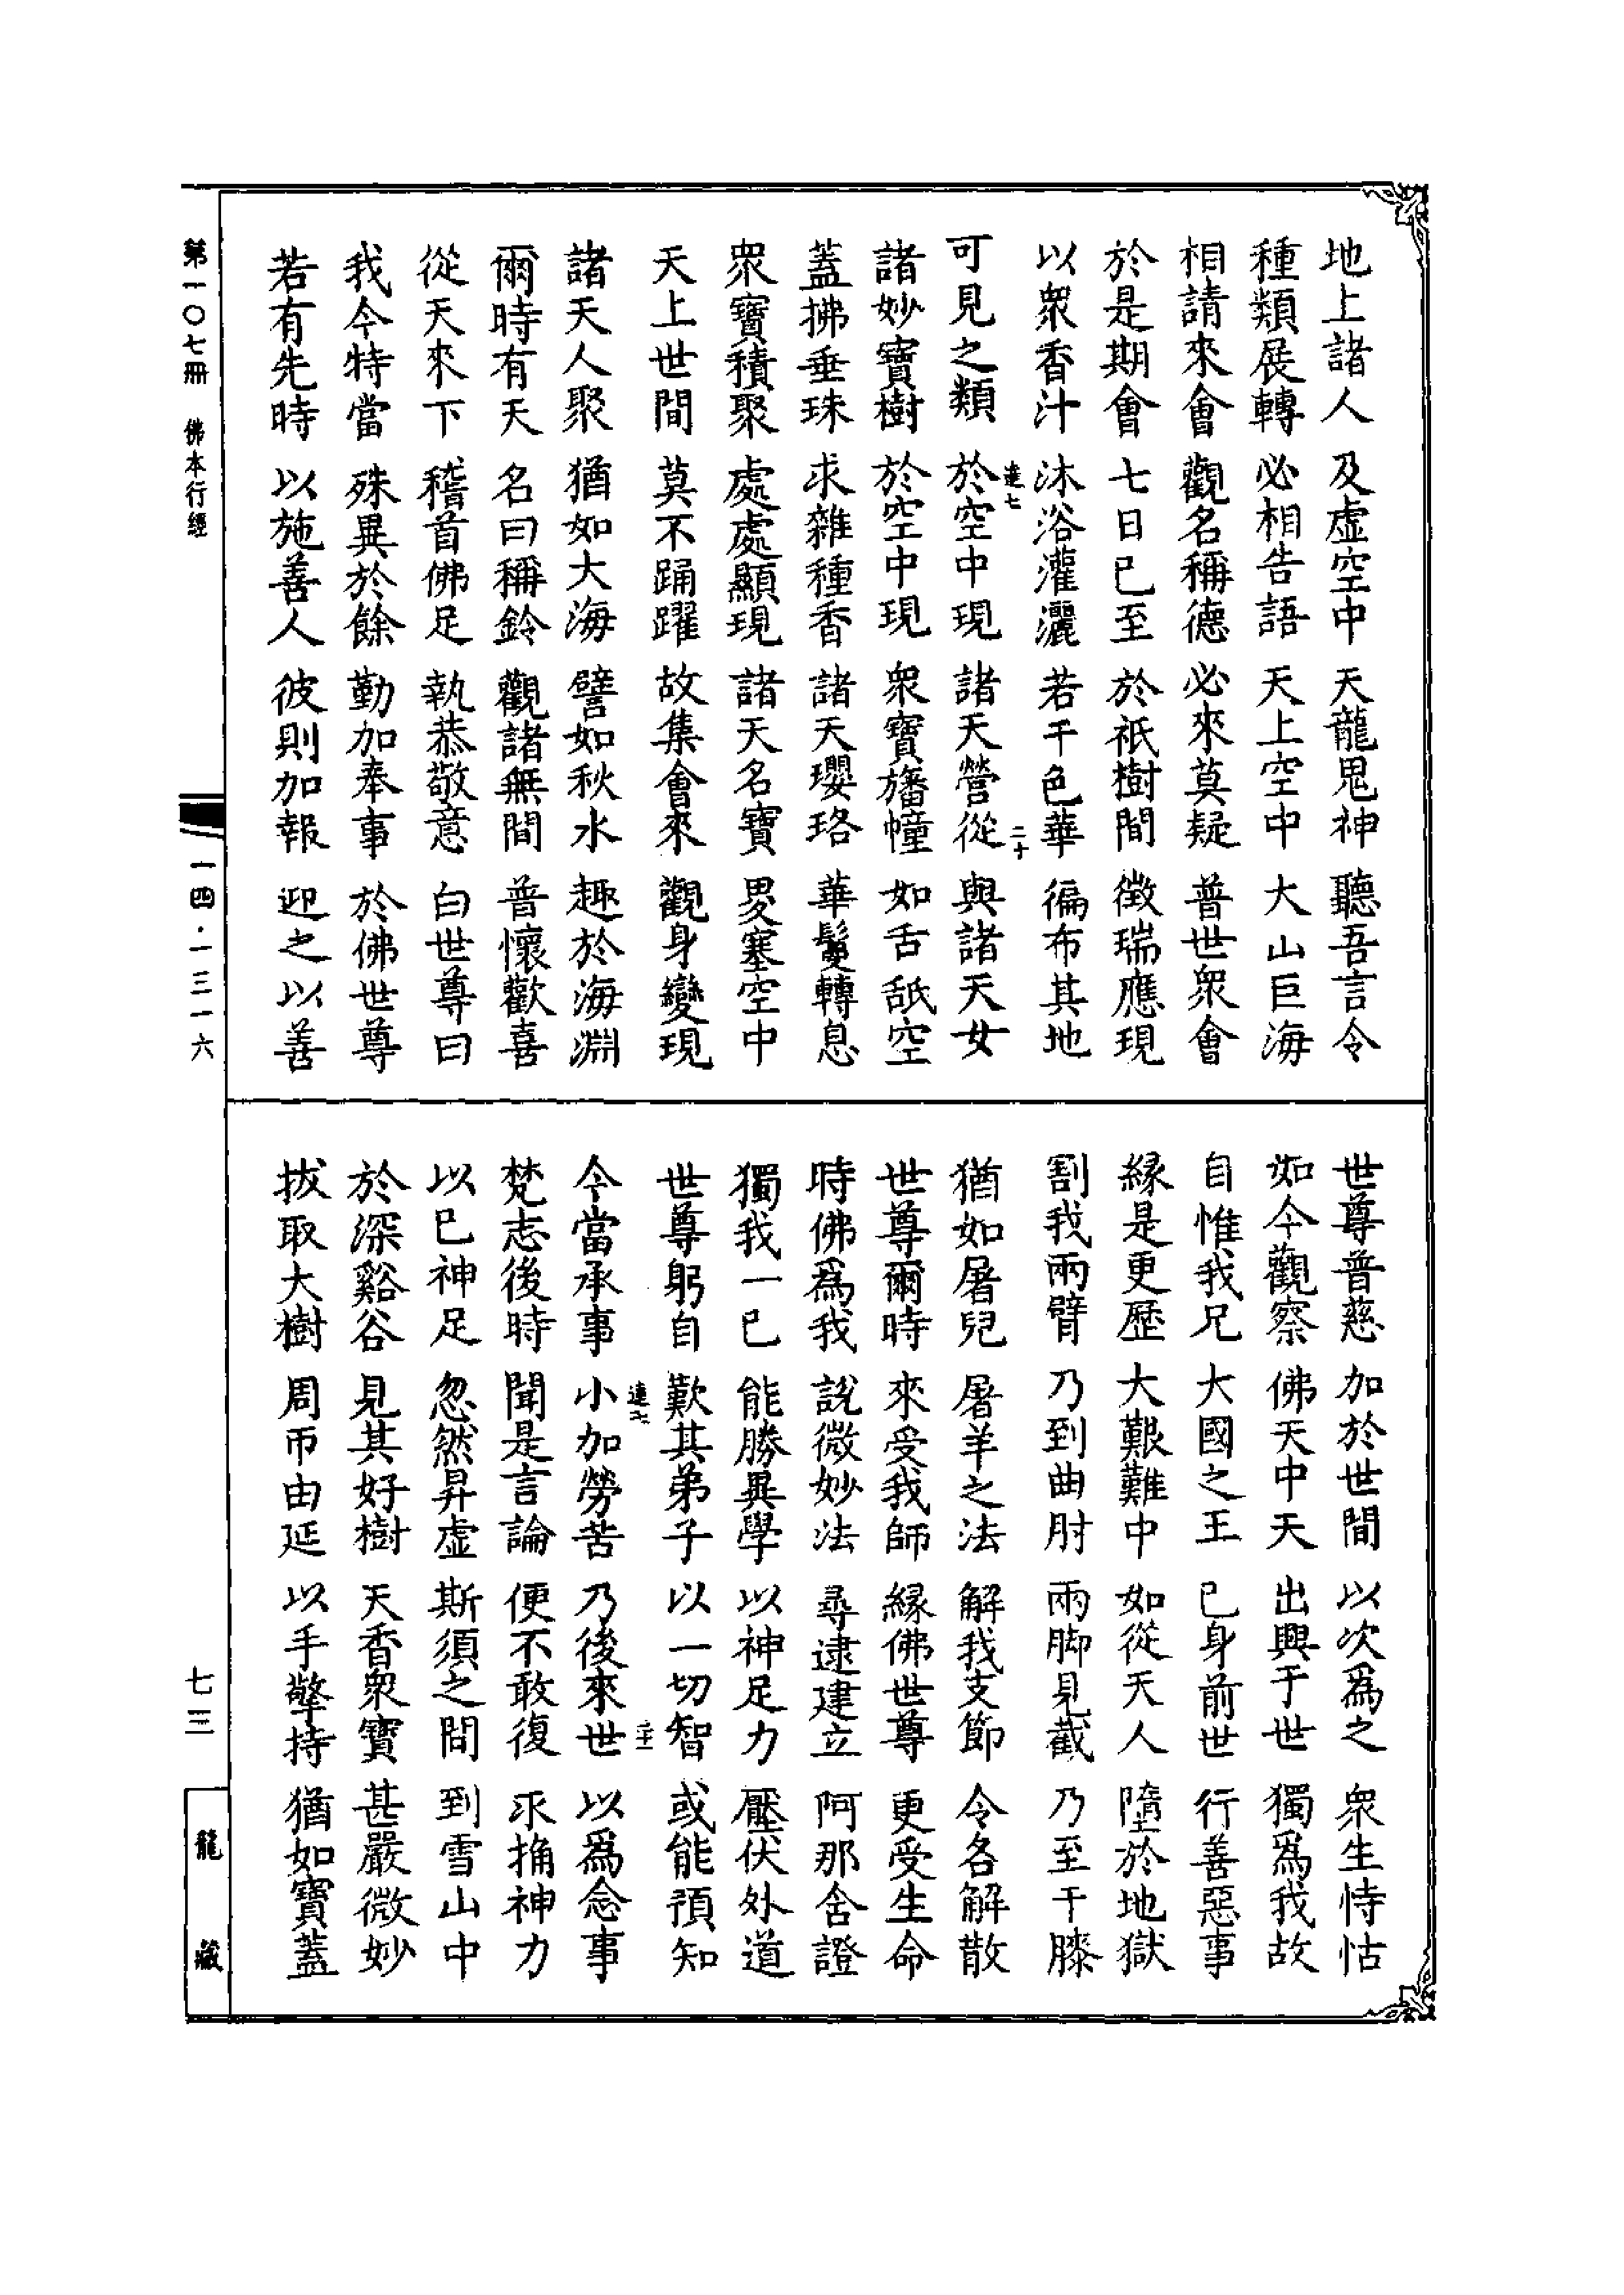 地上諸人 及虛空中 天龍鬼神 聽吾言令
種類展轉 必相告語 天上空中 大山巨海
相請來會 觀名稱德 必來莫疑 普世衆會
於是期會 七日已至 於祇樹間 徵瑞應現
以衆香汁 沐浴灌灑 若干色華 徧布其地
達七 二十
可見之類 於空中現 諸天營從 與諸天女
諸妙寶樹 於空中現 衆寶旛幢 如舌舐空
蓋拂垂珠 求雜種香 諸天瓔珞 華鬘轉息
眾寶積聚 處處顯現 諸天名寶 畟塞空中
天上世間 莫不踊躍 故集會來 觀身變現
諸天人聚 猶如大海 譬如秋水 趣於海淵
爾時有天 名曰稱鈴 觀諸無間 普懷歡喜
從天來下 稽首佛足 執恭敬意 白世尊曰
我今特當 殊異於餘 勤加奉事 於佛世尊
若有先時 以施善人 彼則加報 迎之以善
世尊普慈 加於世間 以次爲之 衆生恃怙
如今觀察 佛天中天 出興于世 獨爲我故
自惟我兄 大國之王 已身前世 行善惡事
緣是更歷 大艱難中 如從天人 墮於地獄
割我兩臂 乃到曲肘 兩脚見截 乃至于膝
猶如屠兒 屠羊之法 解我支節 令各解散
世尊爾時 來受我師 緣佛世尊 更受生命
時佛爲我 說微妙法 尋逮建立 阿那含證
獨我一已 能勝異學 以神足力 壓伏外道
世尊躬自 歎其弟子 以一切智 或能預知
達七 二十一
今當承事 小加勞苦 乃後來世 以爲念事
梵志後時 聞是言論 便不敢復 求捔神力
以已神足 忽然昇虛 斯須之間 到雪山中
於深谿谷 見其好樹 天香衆寶 甚嚴微妙
拔取大樹 周帀由延 以手擎持 猶如寶蓋
第一〇七冊 佛本行經
一四·一三一六
七三
龍藏